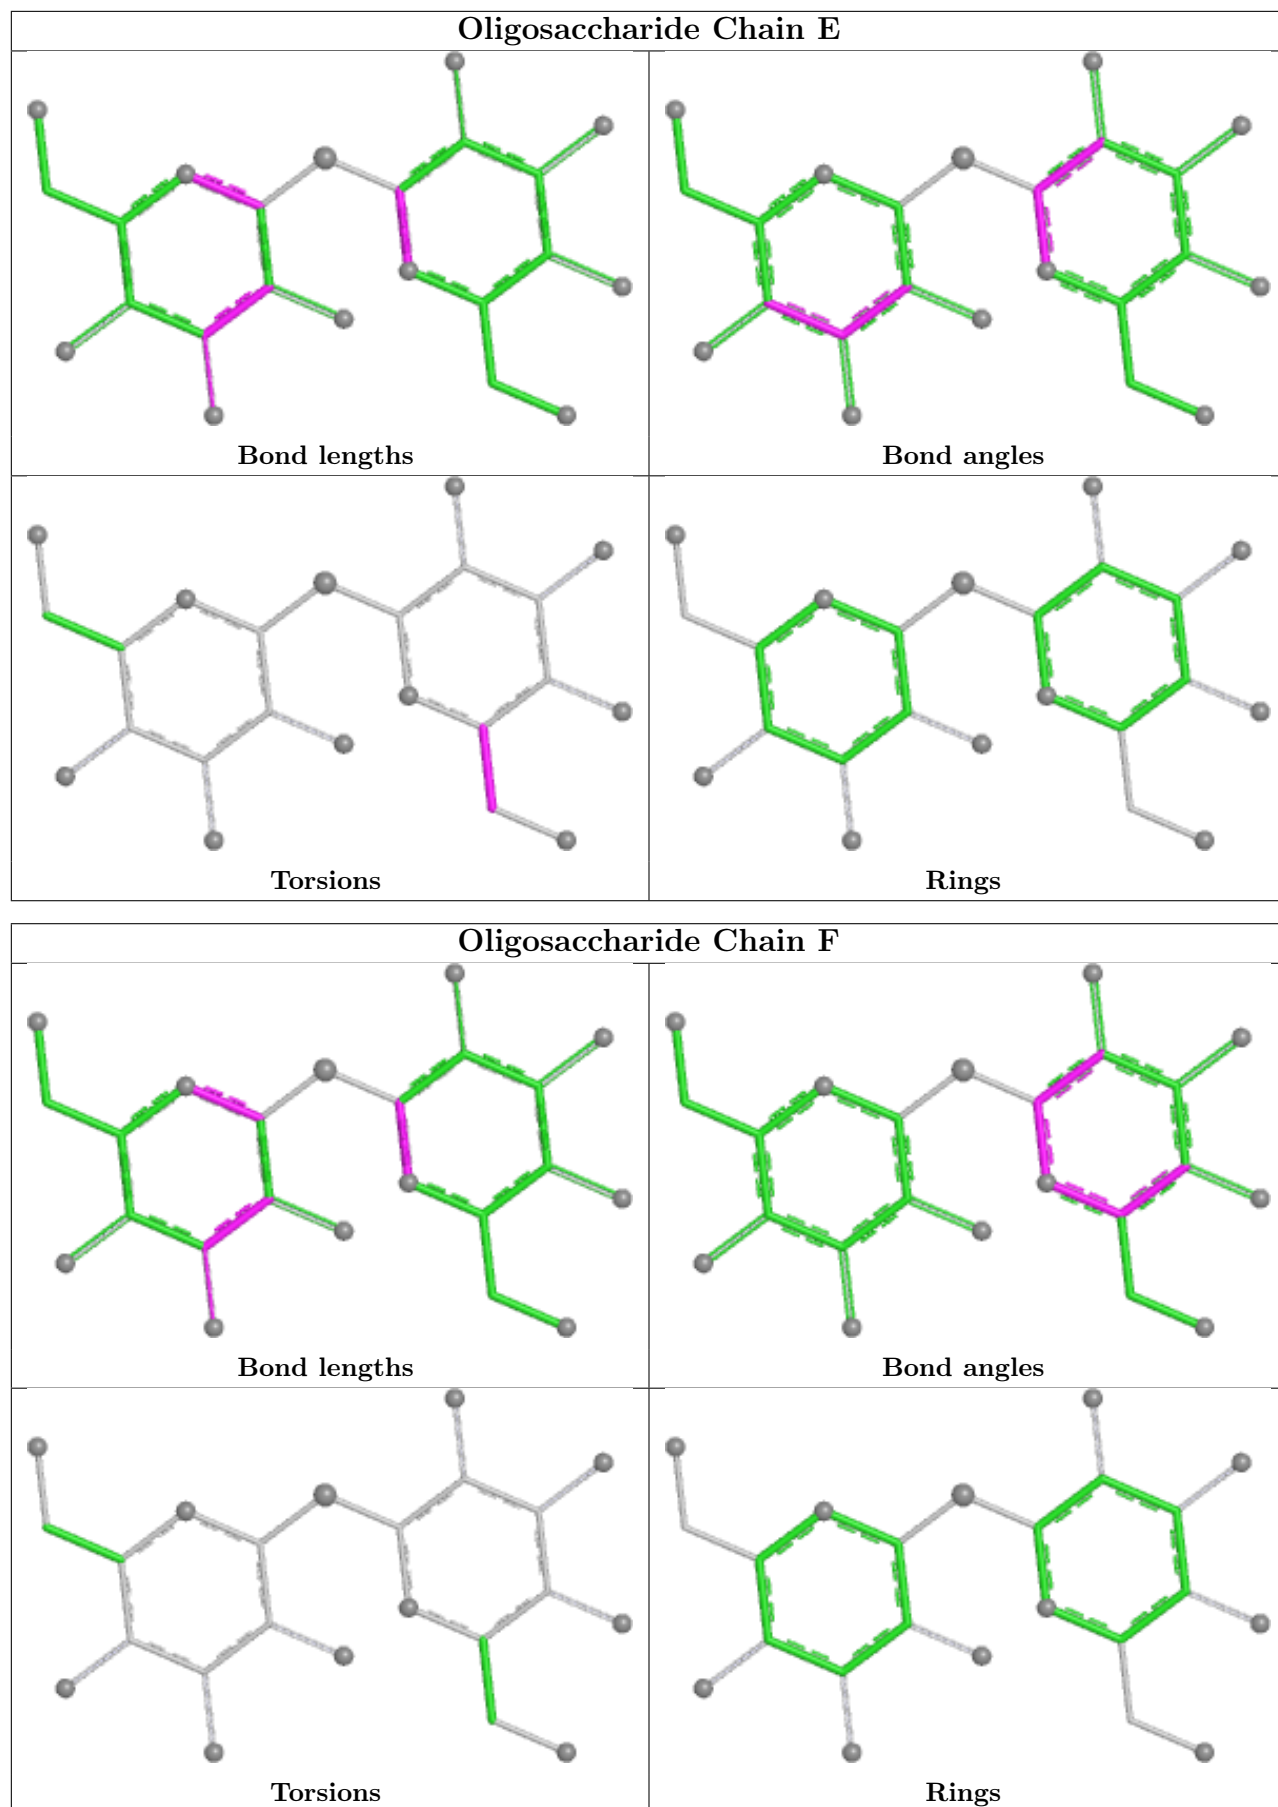 Oligosaccharide Chain E
Bond lengths
Bond angles
Torsions
Rings
Oligosaccharide Chain F
Bond lengths
Bond angles
Torsions
Rings